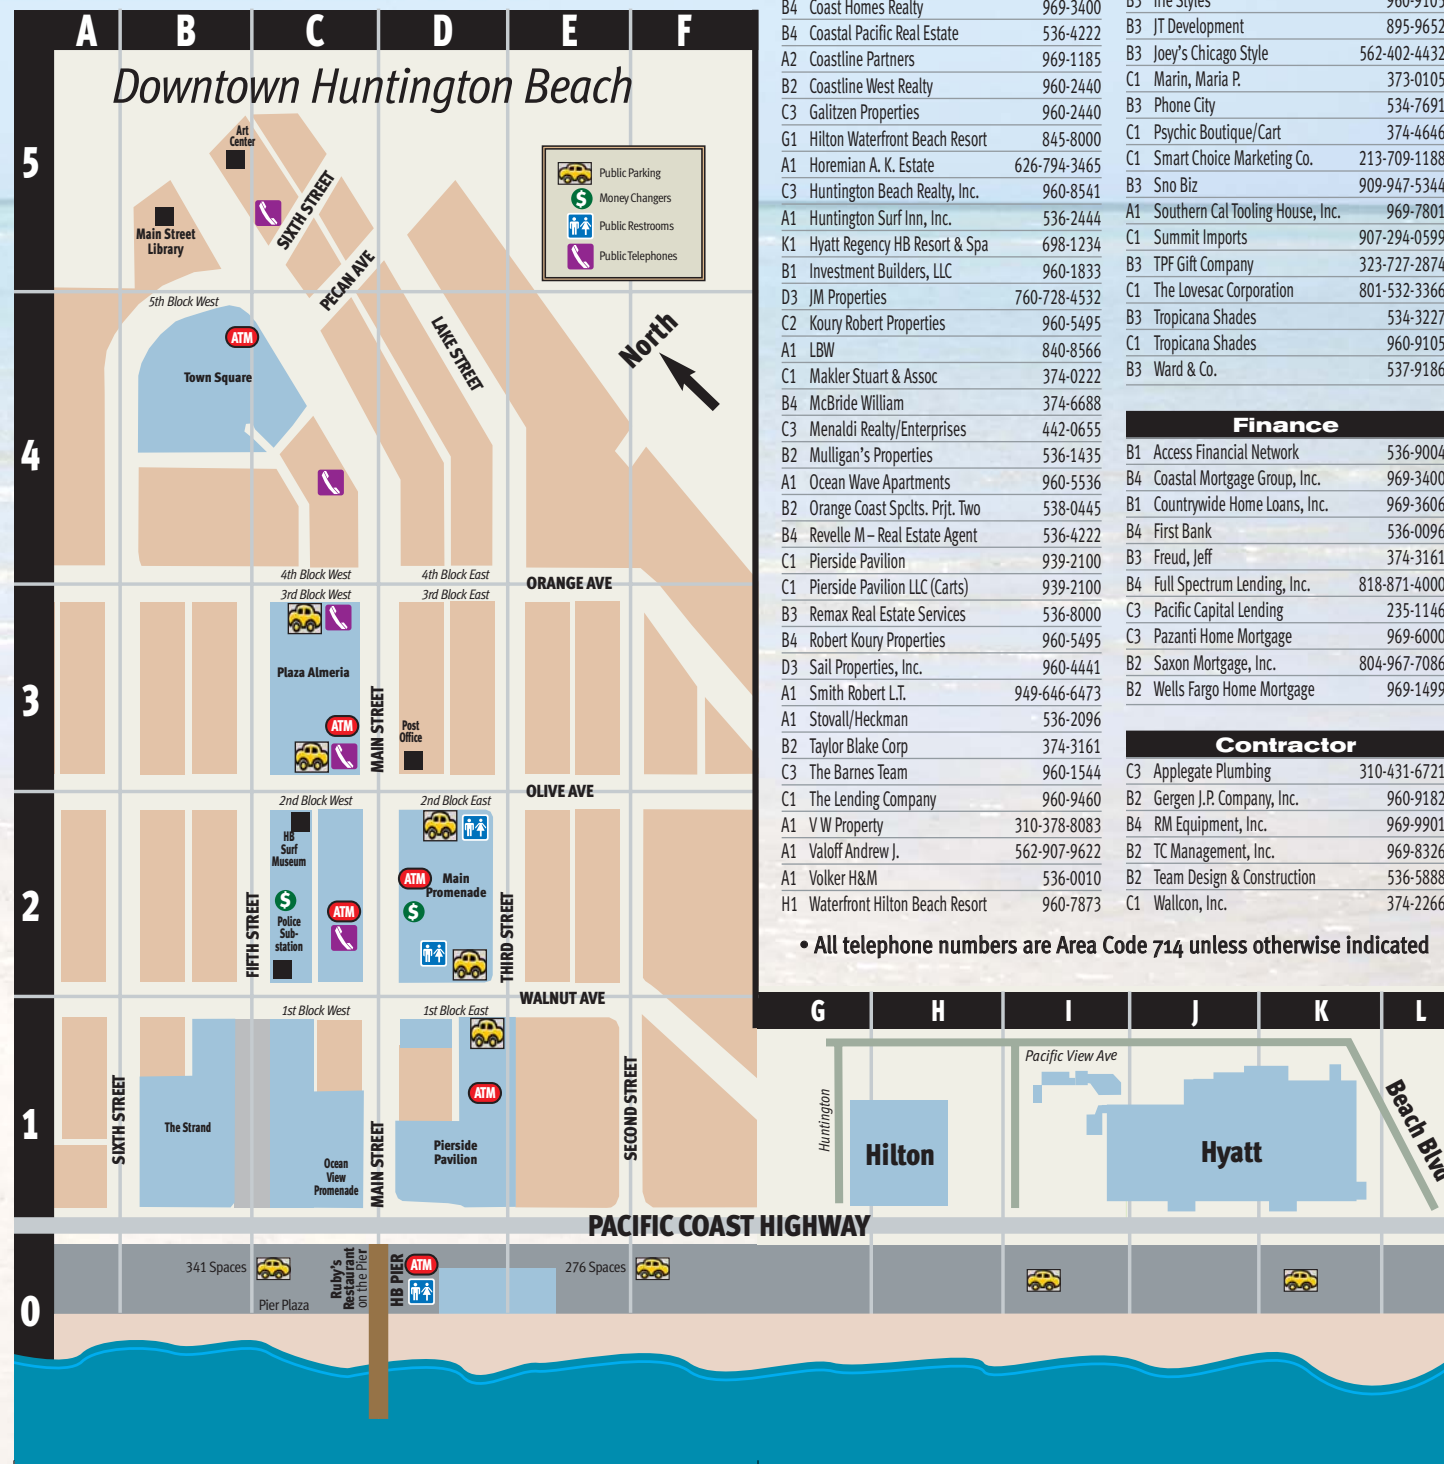 A B C D E F
Downtown Huntington Beach
5
4
3
2
1
0
Art
Center
Main Street
Library
SIXTH STREET
PECAN AVE
LAKE STREET
Public Parking
$ Money Changers
Public Restrooms
Public Telephones
North
5th Block West
ATM
Town Square
4th Block West
4th Block East
ORANGE AVE
3rd Block West
3rd Block East
Plaza Almeria
ATM
MAIN STREET
Post
Office
OLIVE AVE
2nd Block West
2nd Block East
HB
Surf
Museum
$
Police
Sub-
station
ATM
ATM
Main
Promenade
$
FIFTH STREET
THIRD STREET
WALNUT AVE
1st Block West
1st Block East
ATM
SIXTH STREET
The Strand
Ocean
View
Promenade
MAIN STREET
Pierside
Pavilion
SECOND STREET
PACIFIC COAST HIGHWAY
341 Spaces
Pier Plaza
Ruby's
Restaurant
on the Pier
HB PIER
ATM
276 Spaces
G H I J K L
Pacific View Ave
Huntington
Hilton
Hyatt
Beach Blvd
B4 Coast Homes Realty 969-3400
B4 Coastal Pacific Real Estate 536-4222
A2 Coastline Partners 969-1185
B2 Coastline West Realty 960-2440
C3 Galitzen Properties 960-2440
G1 Hilton Waterfront Beach Resort 845-8000
A1 Horemian A. K. Estate 626-794-3465
C3 Huntington Beach Realty, Inc. 960-8541
A1 Huntington Surf Inn, Inc. 536-2444
K1 Hyatt Regency HB Resort & Spa 698-1234
B1 Investment Builders, LLC 960-1833
D3 JM Properties 760-728-4532
C2 Koury Robert Properties 960-5495
A1 LBW 840-8566
C1 Makler Stuart & Assoc 374-0222
B4 McBride William 374-6688
C3 Menaldi Realty/Enterprises 442-0655
B2 Mulligan's Properties 536-1435
A1 Ocean Wave Apartments 960-5536
B2 Orange Coast Spclts. Prjt. Two 538-0445
B4 Revelle M – Real Estate Agent 536-4222
C1 Pierside Pavilion 939-2100
C1 Pierside Pavilion LLC (Carts) 939-2100
B3 Remax Real Estate Services 536-8000
B4 Robert Koury Properties 960-5495
D3 Sail Properties, Inc. 960-4441
A1 Smith Robert L.T. 949-646-6473
A1 Stovall/Heckman 536-2096
B2 Taylor Blake Corp 374-3161
C3 The Barnes Team 960-1544
C1 The Lending Company 960-9460
A1 V W Property 310-378-8083
A1 Valoff Andrew J. 562-907-9622
A1 Volker H&M 536-0010
H1 Waterfront Hilton Beach Resort 960-7873
B3 Irie Styles 960-9105
B3 JT Development 895-9652
B3 Joey's Chicago Style 562-402-4432
C1 Marin, Maria P. 373-0105
B3 Phone City 534-7691
C1 Psychic Boutique/Cart 374-4646
C1 Smart Choice Marketing Co. 213-709-1188
B3 Sno Biz 909-947-5344
A1 Southern Cal Tooling House, Inc. 969-7801
C1 Summit Imports 907-294-0599
B3 TPF Gift Company 323-727-2874
C1 The Lovesac Corporation 801-532-3366
B3 Tropicana Shades 534-3227
C1 Tropicana Shades 960-9105
B3 Ward & Co. 537-9186
Finance
B1 Access Financial Network 536-9004
B4 Coastal Mortgage Group, Inc. 969-3400
B1 Countrywide Home Loans, Inc. 969-3606
B4 First Bank 536-0096
B3 Freud, Jeff 374-3161
B4 Full Spectrum Lending, Inc. 818-871-4000
C3 Pacific Capital Lending 235-1146
C3 Pazanti Home Mortgage 969-6000
B2 Saxon Mortgage, Inc. 804-967-7086
B2 Wells Fargo Home Mortgage 969-1499
Contractor
C3 Applegate Plumbing 310-431-6721
B2 Gergen J.P. Company, Inc. 960-9182
B4 RM Equipment, Inc. 969-9901
B2 TC Management, Inc. 969-8326
B2 Team Design & Construction 536-5888
C1 Wallcon, Inc. 374-2266
• All telephone numbers are Area Code 714 unless otherwise indicated